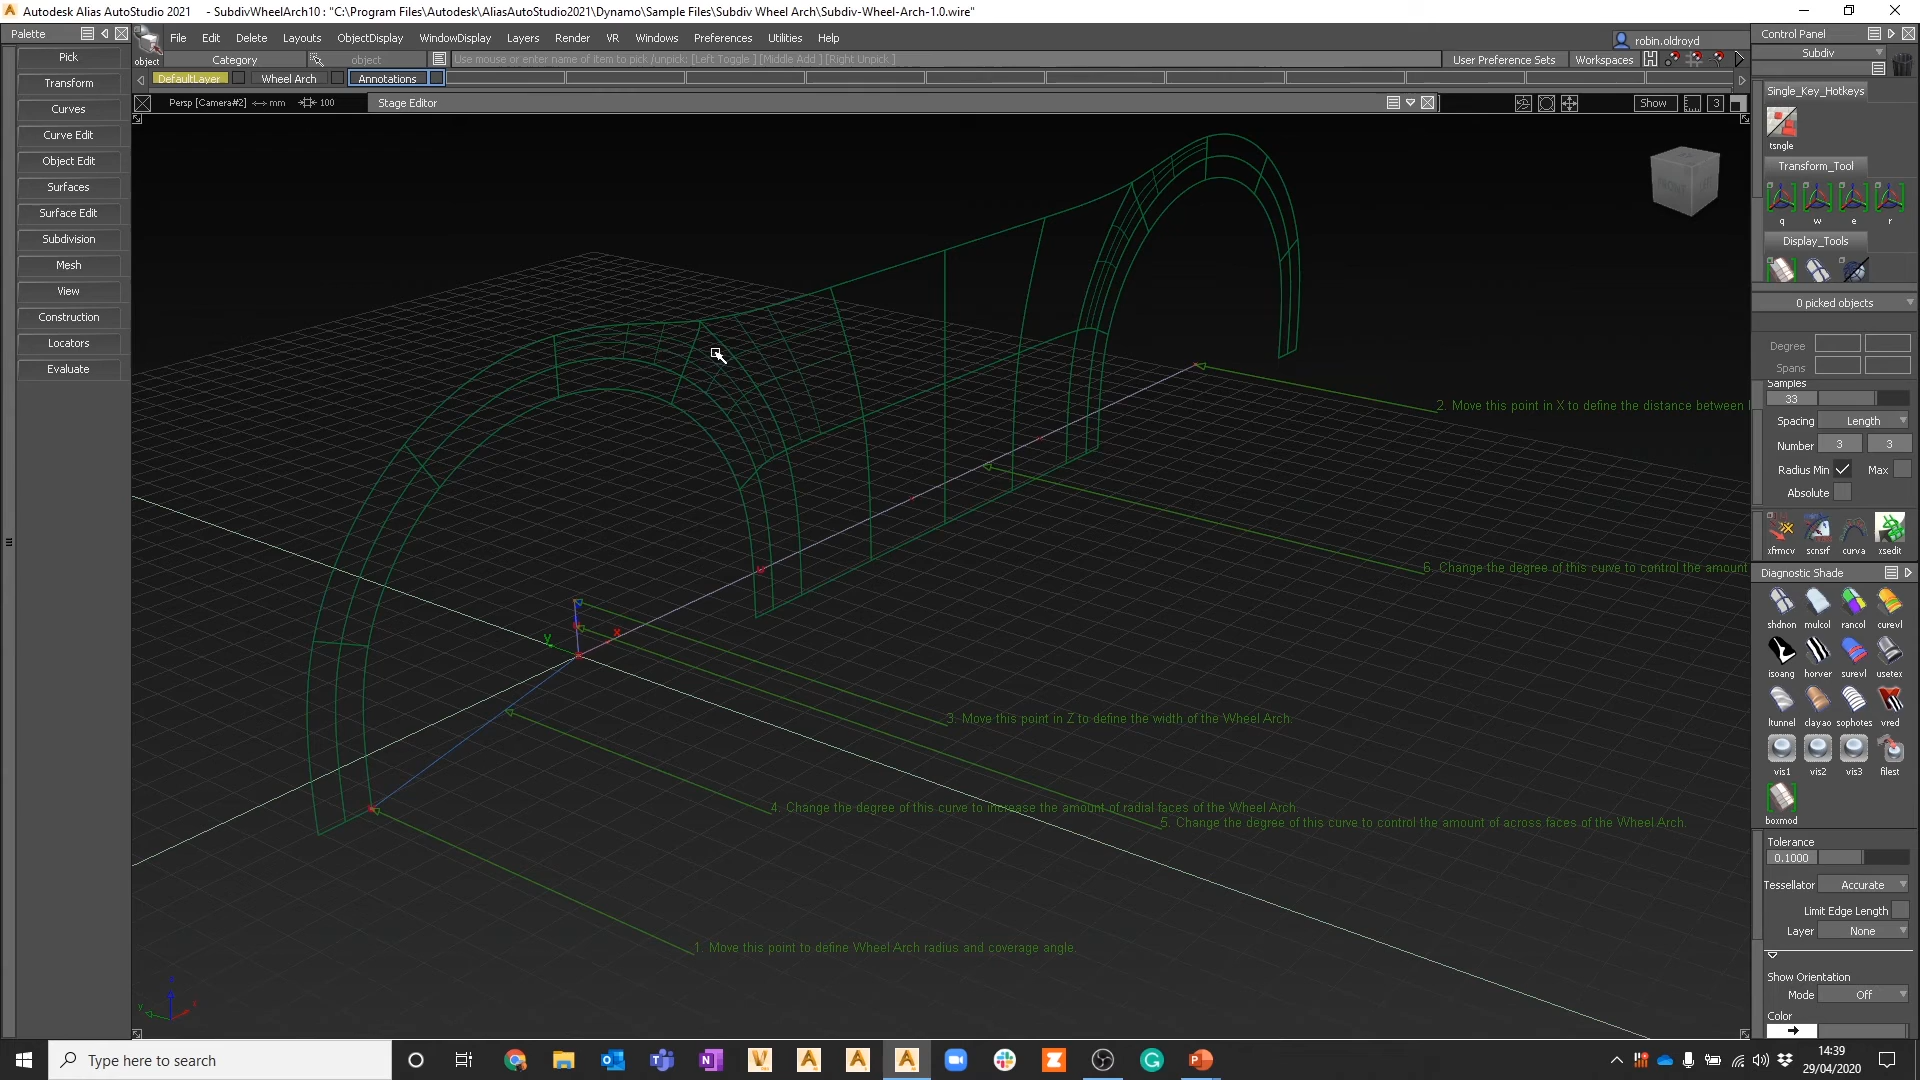 Autodesk Alias AutoStudio 2021 - SubdivWheelArch10 : "C:\Program Files\Autodesk\AliasAutoStudio2021\Dynamo\Sample Files\Subdiv Wheel Arch\Subdiv-Wheel-Arch-1.0.wire"
Palette
File Edit Delete Layouts ObjectDisplay WindowDisplay Layers Render VR Windows Preferences Utilities Help
robin.oldroyd
object Category object
Use mouse or enter name of item to pick /unpick: [Left Toggle ] [Middle Add ] [Right Unpick ]
User Preference Sets Workspaces
DefaultLayer Wheel Arch Annotations
Persp [Camera#2] mm 100 Stage Editor Show 3
Pick
Transform
Curves
Curve Edit
Object Edit
Surfaces
Surface Edit
Subdivision
Mesh
View
Construction
Locators
Evaluate
2. Move this point in X to define the distance between
6. Change the degree of this curve to control the amount
3. Move this point in Z to define the width of the Wheel Arch.
4. Change the degree of this curve to increase the amount of radial faces of the Wheel Arch.
5. Change the degree of this curve to control the amount of across faces of the Wheel Arch.
1. Move this point to define Wheel Arch radius and coverage angle.
y x
Control Panel
Subdiv
Single_Key_Hotkeys
tsngle
Transform_Tool
q w e r
Display_Tools
0 picked objects
Degree
Spans
Samples
33
Spacing Length
Number 3 3
Radius Min Max
Absolute
xfrmcv scnsrf curva xsedit
Diagnostic Shade
shdnon mulcol rancol curevl
isoang horver surevl usetex
ltunnel clayao sophotes vred
vis1 vis2 vis3 filest
boxmod
Tolerance
0.1000
Tessellator Accurate
Limit Edge Length
Layer None
Show Orientation
Mode Off
Color
Type here to search
14:39
29/04/2020